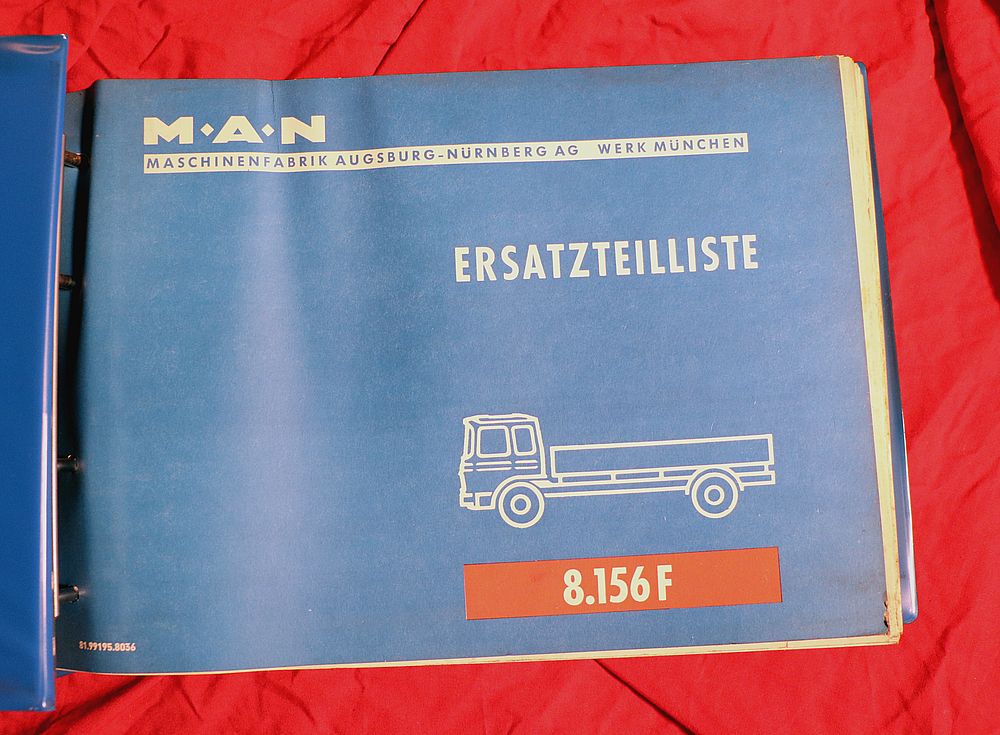 M·A·N
MASCHINENFABRIK AUGSBURG-NÜRNBERG AG WERK MÜNCHEN
ERSATZTEILLISTE
8.156 F
81.99195.8036